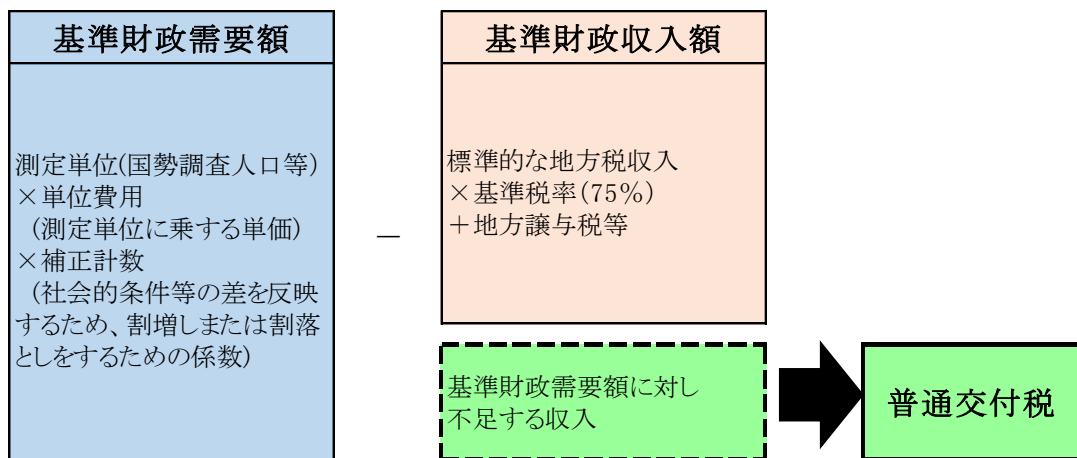 基準財政需要額
測定単位(国勢調査人口等)
×単位費用
(測定単位に乗する単価)
×補正計数
(社会的条件等の差を反映
するため、割増しまたは割落
としをするための係数)
－
基準財政収入額
標準的な地方税収入
×基準税率(75%)
＋地方譲与税等
基準財政需要額に対し
不足する収入
普通交付税